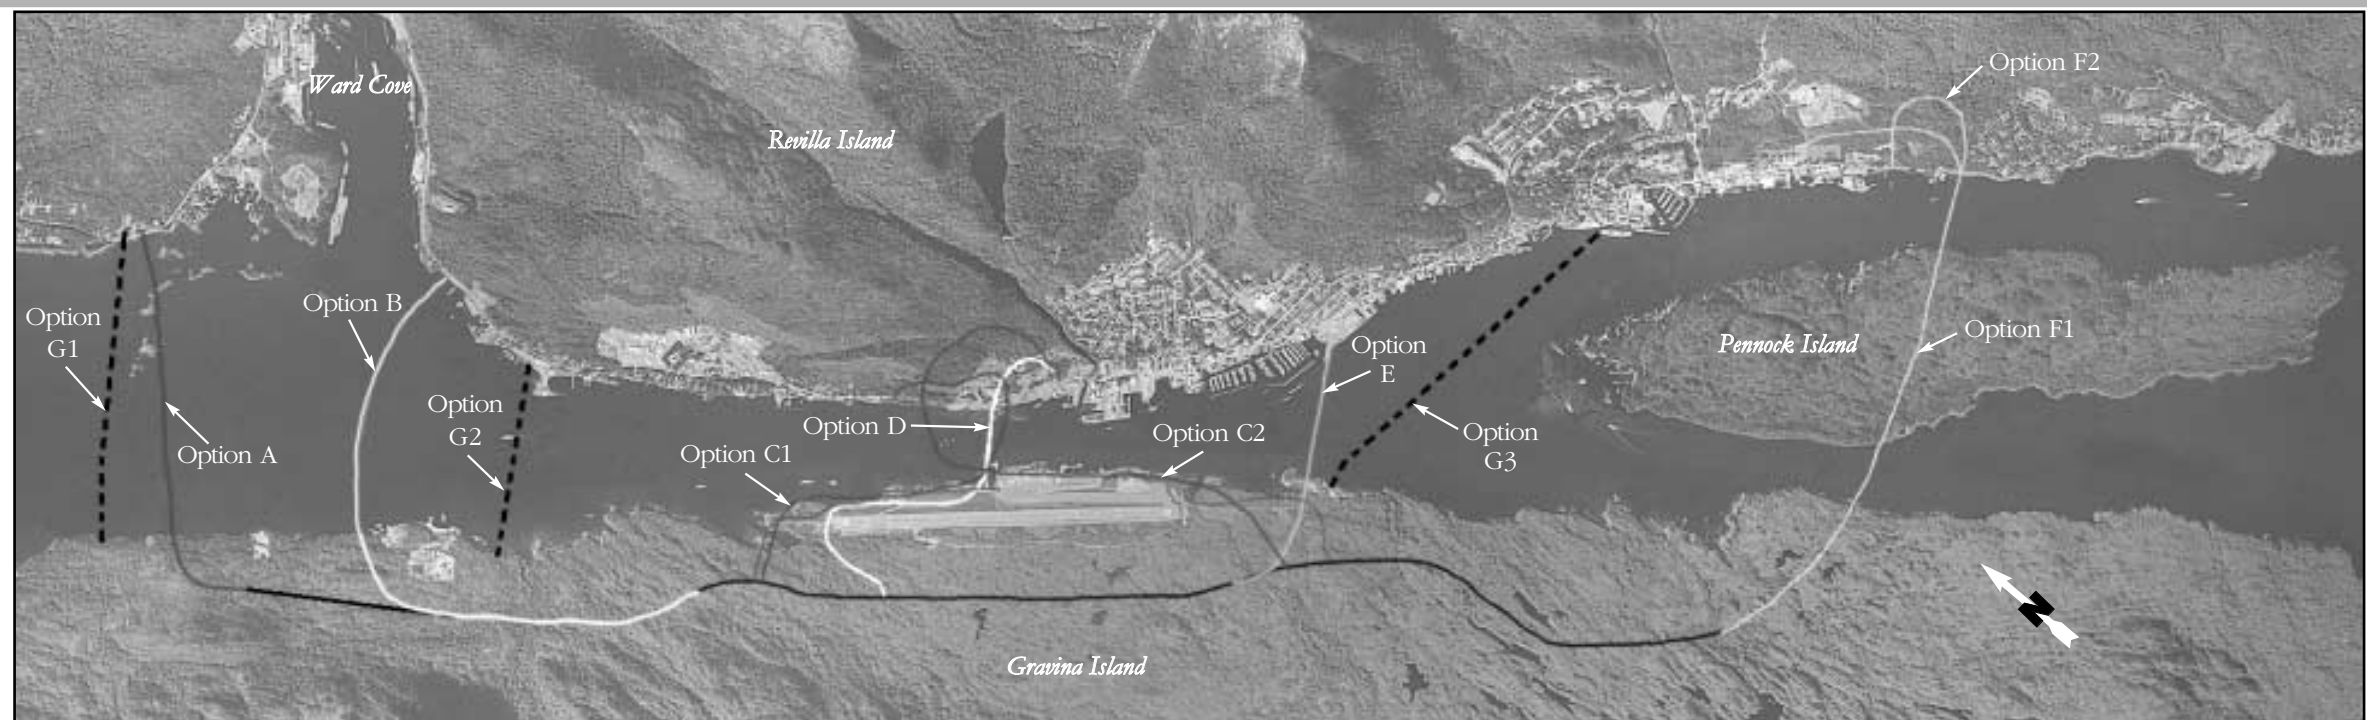 Option F2
Ward Cove
Revilla Island
Option B
Option
G1
Option F1
Pennock Island
Option
E
Option
G2
Option D
Option C2
Option
G3
Option A
Option C1
N
Gravina Island